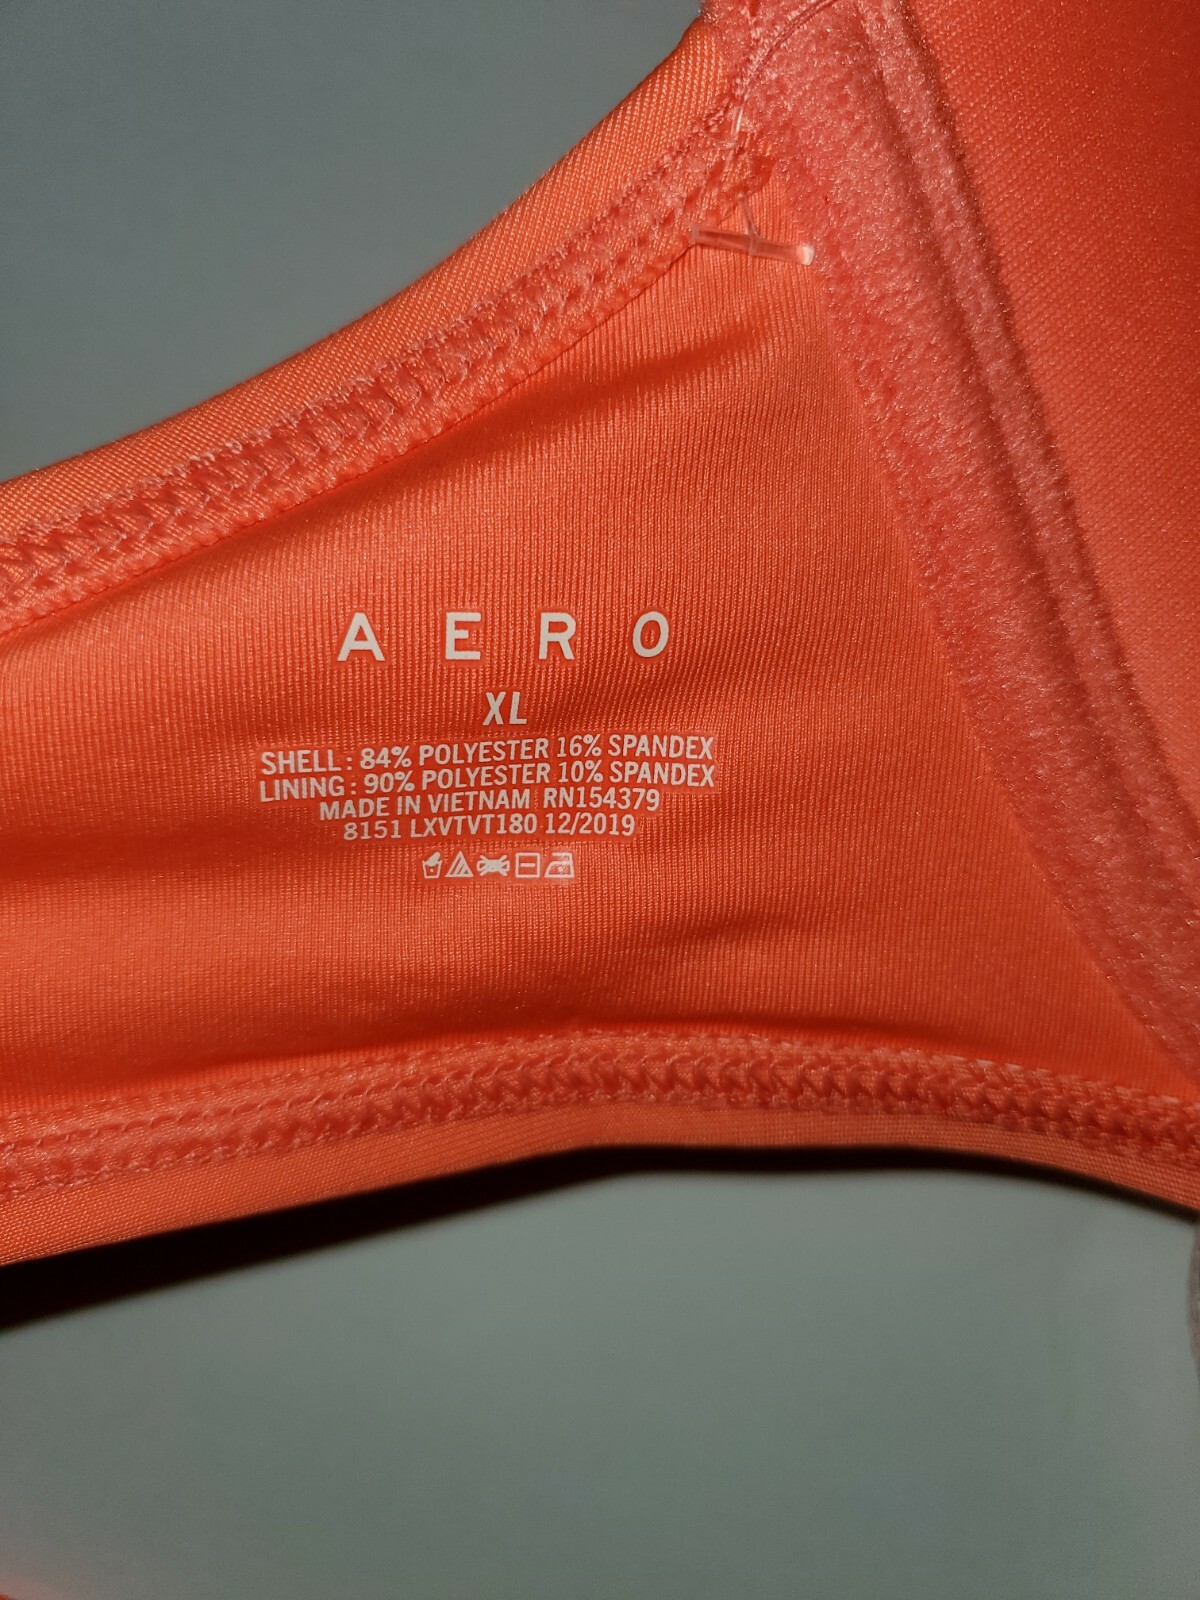 AERO
XL
SHELL : 84% POLYESTER 16% SPANDEX
LINING : 90% POLYESTER 10% SPANDEX
MADE IN VIETNAM RN154379
8151 LXVTVT180 12/2019